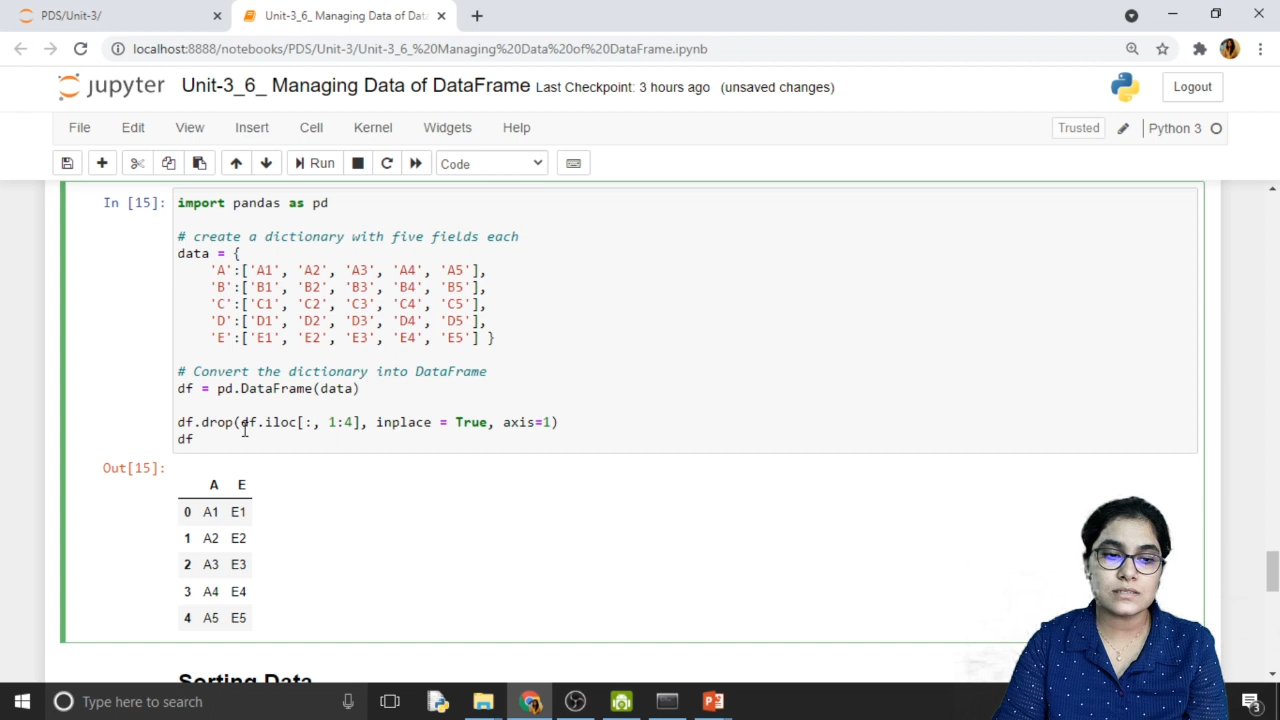 PDS/Unit-3/
Unit-3_6_ Managing Data of Dat
localhost:8888/notebooks/PDS/Unit-3/Unit-3_6_%20Managing%20Data%20of%20DataFrame.ipynb
jupyter Unit-3_6_ Managing Data of DataFrame Last Checkpoint: 3 hours ago (unsaved changes) Logout
File Edit View Insert Cell Kernel Widgets Help Trusted Python 3
Run Code
In [15]: import pandas as pd
# create a dictionary with five fields each
data = {
'A':['A1', 'A2', 'A3', 'A4', 'A5'],
'B':['B1', 'B2', 'B3', 'B4', 'B5'],
'C':['C1', 'C2', 'C3', 'C4', 'C5'],
'D':['D1', 'D2', 'D3', 'D4', 'D5'],
'E':['E1', 'E2', 'E3', 'E4', 'E5'] }
# Convert the dictionary into DataFrame
df = pd.DataFrame(data)
df.drop(df.iloc[:, 1:4], inplace = True, axis=1)
df
Out[15]:
A E
0 A1 E1
1 A2 E2
2 A3 E3
3 A4 E4
4 A5 E5
Sorting Data
Type here to search
3